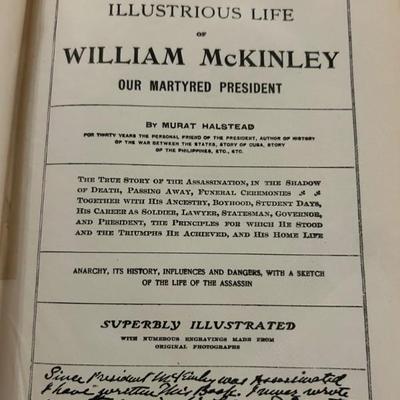 ILLUSTRIOUS LIFE
OF
WILLIAM McKINLEY
OUR MARTYRED PRESIDENT
BY MURAT HALSTEAD
FOR THIRTY YEARS THE PERSONAL FRIEND OF THE PRESIDENT, AUTHOR OF HISTORY
OF THE WAR BETWEEN THE STATES, STORY OF CUBA, STORY
OF THE PHILIPPINES, ETC., ETC.
THE TRUE STORY OF THE ASSASSINATION, IN THE SHADOW
OF DEATH, PASSING AWAY, FUNERAL CEREMONIES
TOGETHER WITH HIS ANCESTRY, BOYHOOD, STUDENT DAYS,
HIS CAREER AS SOLDIER, LAWYER, STATESMAN, GOVERNOR,
AND PRESIDENT, THE PRINCIPLES FOR WHICH HE STOOD
AND THE TRIUMPHS HE ACHIEVED, AND HIS HOME LIFE
ANARCHY, ITS HISTORY, INFLUENCES AND DANGERS, WITH A SKETCH
OF THE LIFE OF THE ASSASSIN
SUPERBLY ILLUSTRATED
WITH NUMEROUS ENGRAVINGS MADE FROM
ORIGINAL PHOTOGRAPHS
Since President McKinley was Assassinated
I have written This Book. I never wrote